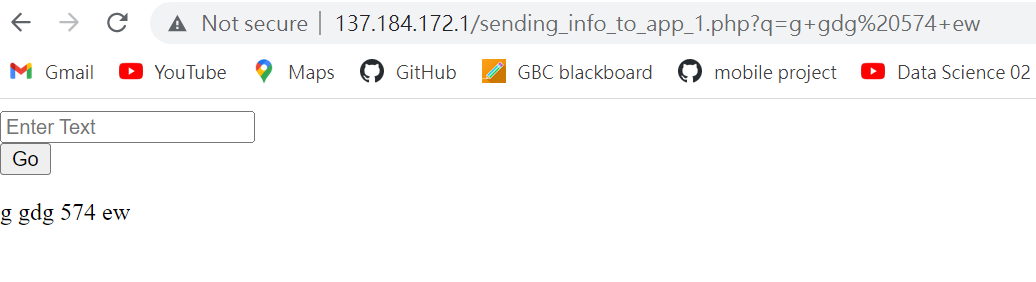 Not secure | 137.184.172.1/sending_info_to_app_1.php?q=g+gdg%20574+ew
Gmail YouTube Maps GitHub GBC blackboard mobile project Data Science 02
Enter Text
Go
g gdg 574 ew